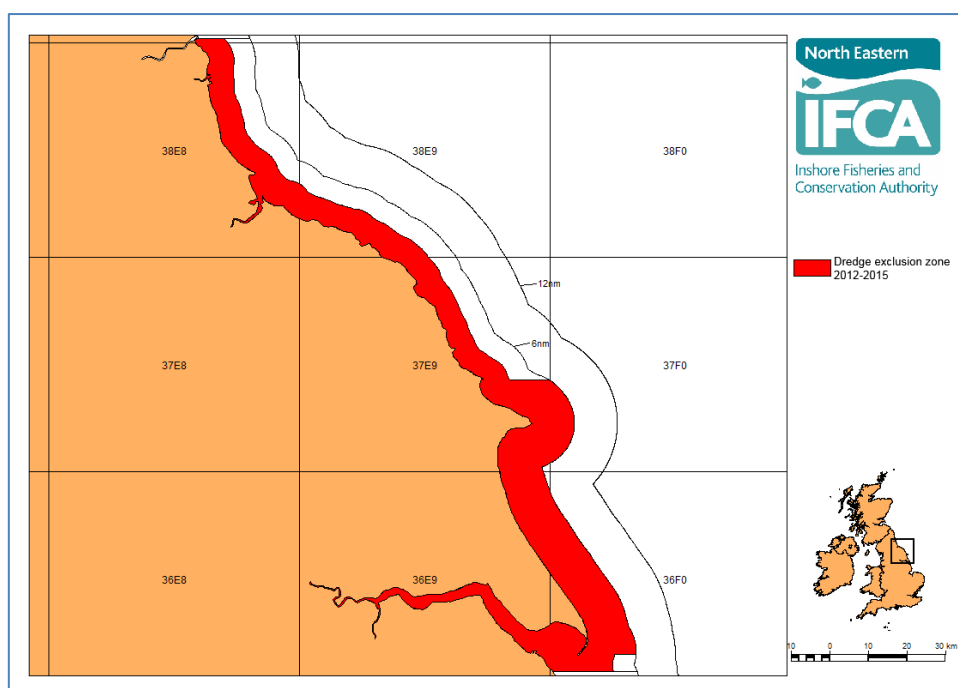 North Eastern
IFCA
Inshore Fisheries and
Conservation Authority
38E8
38E9
38F0
Dredge exclusion zone
2012-2015
12nm
6nm
37E8
37E9
37F0
36E8
36E9
36F0
10 0 10 20 30 km